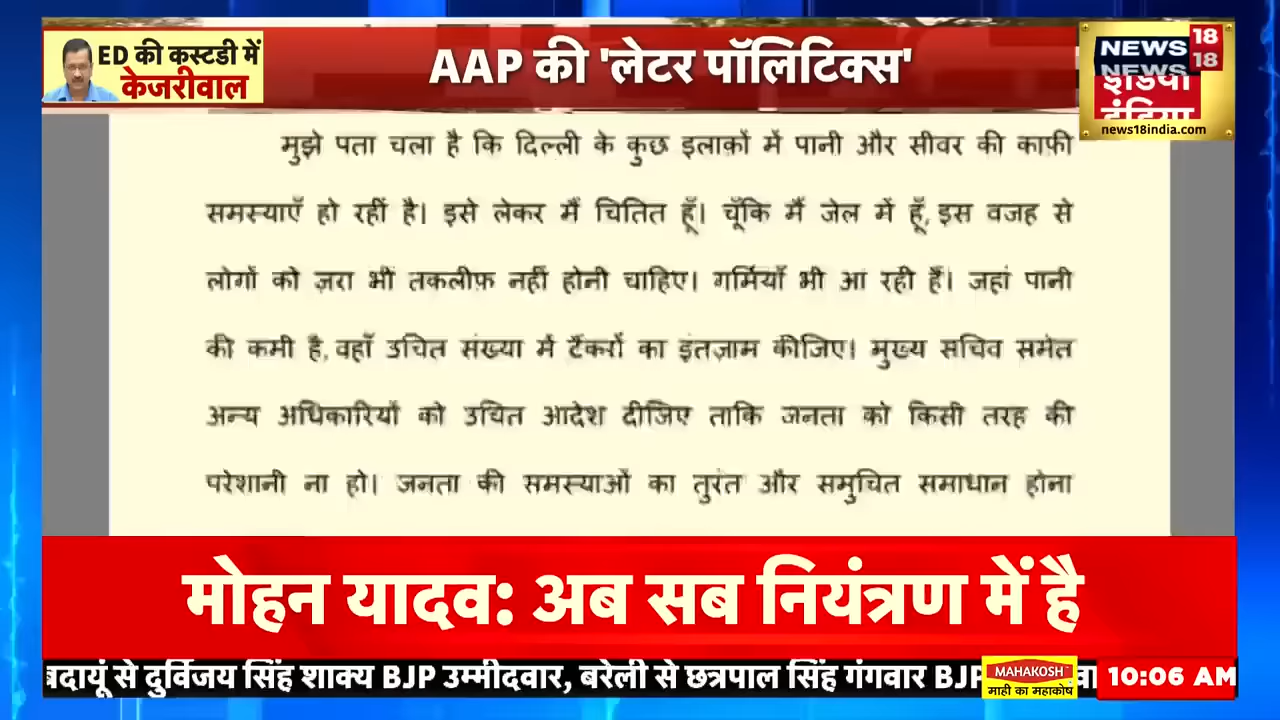 ED की कस्टडी में
केजरीवाल
AAP की 'लेटर पॉलिटिक्स'
NEWS 18
NEWS 18
इंडिया
इंडिया
news18india.com
मुझे पता चला है कि दिल्ली के कुछ इलाक़ों में पानी और सीवर की काफ़ी
समस्याएँ हो रहीं है। इसे लेकर मैं चिंतित हूँ। चूँकि मैं जेल में हूँ, इस वजह से
लोगों को ज़रा भी तकलीफ़ नहीं होनी चाहिए। गर्मियाँ भी आ रही हैं। जहां पानी
की कमी है, वहाँ उचित संख्या में टैंकरों का इंतज़ाम कीजिए। मुख्य सचिव समेत
अन्य अधिकारियों को उचित आदेश दीजिए ताकि जनता को किसी तरह की
परेशानी ना हो। जनता की समस्याओं का तुरंत और समुचित समाधान होना
मोहन यादव: अब सब नियंत्रण में है
बदायूं से दुर्विजय सिंह शाक्य BJP उम्मीदवार, बरेली से छत्रपाल सिंह गंगवार BJP
MAHAKOSH
माही का महाकोष
10:06 AM